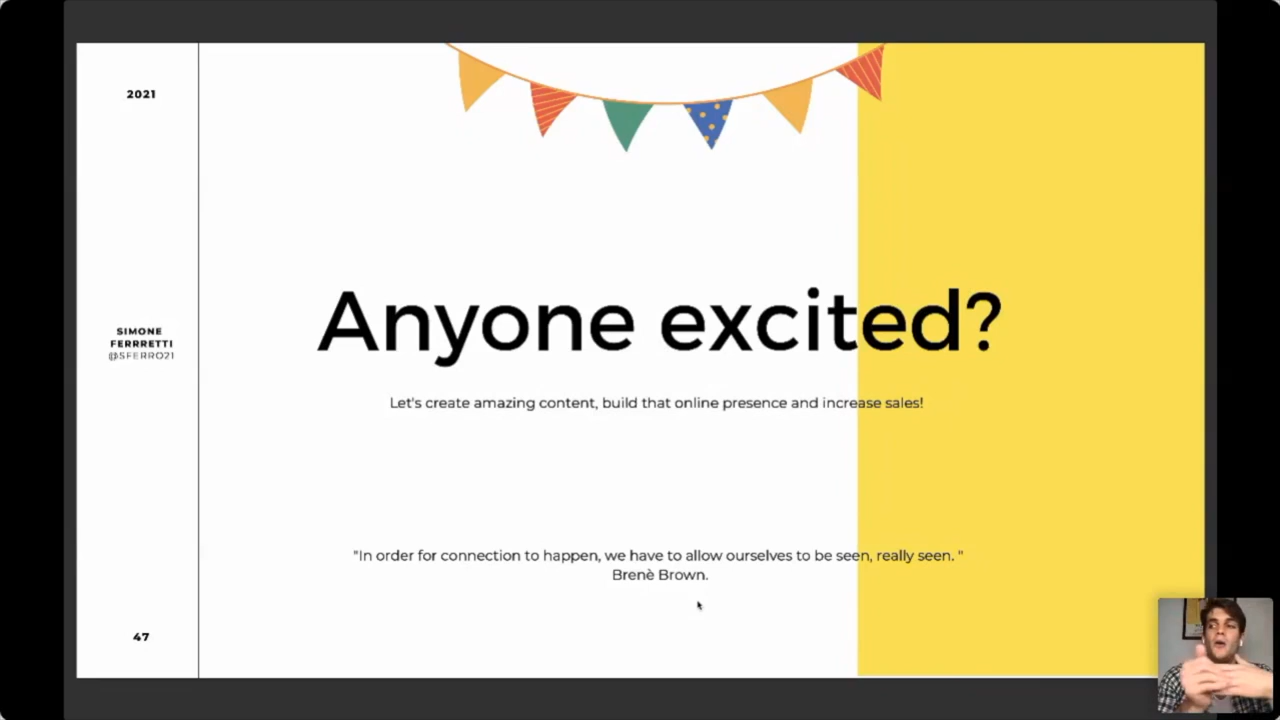 2021
SIMONE
FERRRETTI
@SFERRO21
47
Anyone excited?
Let's create amazing content, build that online presence and increase sales!
"In order for connection to happen, we have to allow ourselves to be seen, really seen. "
Brenè Brown.